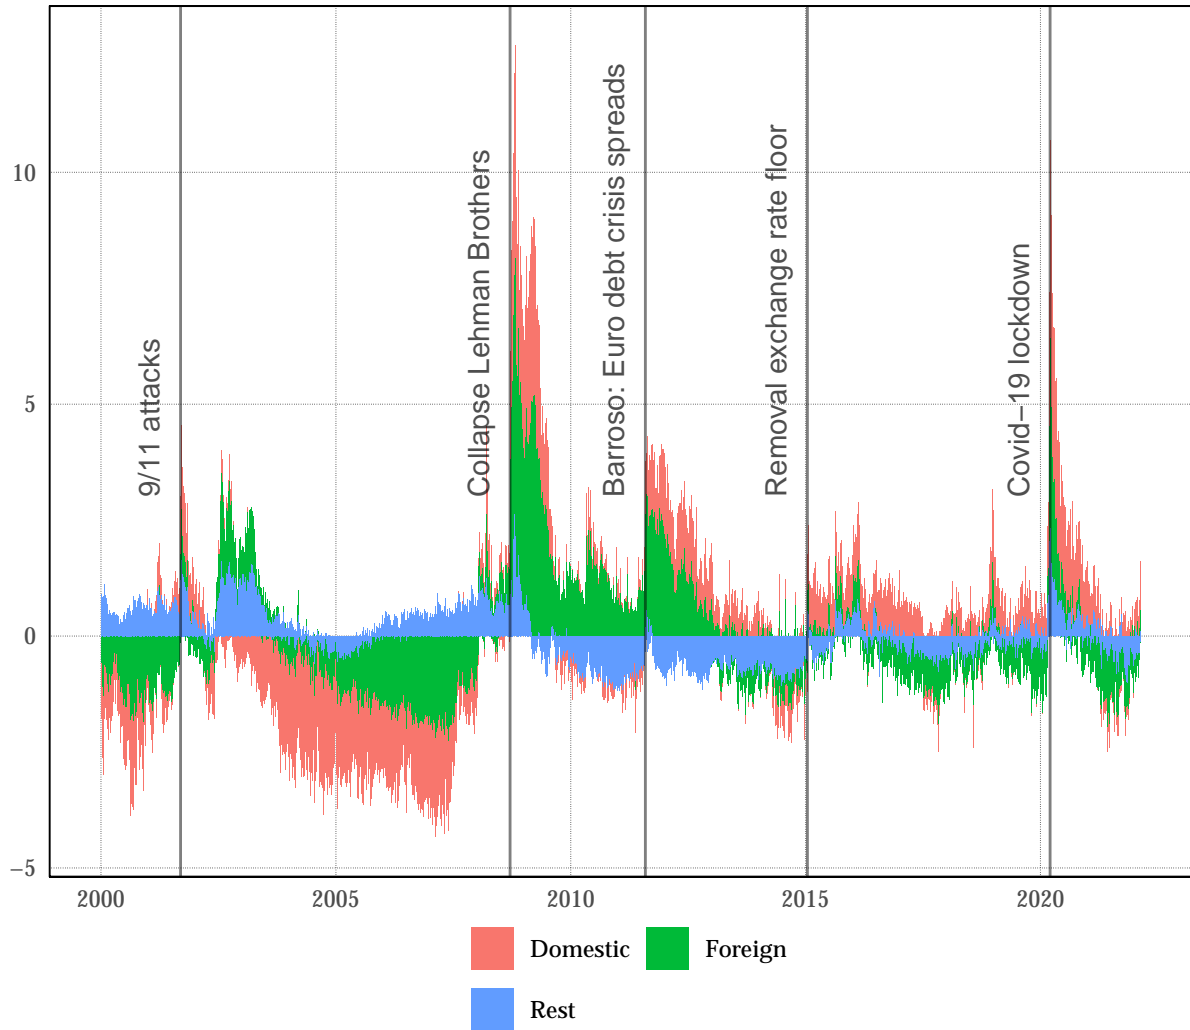 10
5
0
−5
9/11 attacks
Collapse Lehman Brothers
Barroso: Euro debt crisis spreads
Removal exchange rate floor
Covid−19 lockdown
2000
2005
2010
2015
2020
Domestic
Foreign
Rest